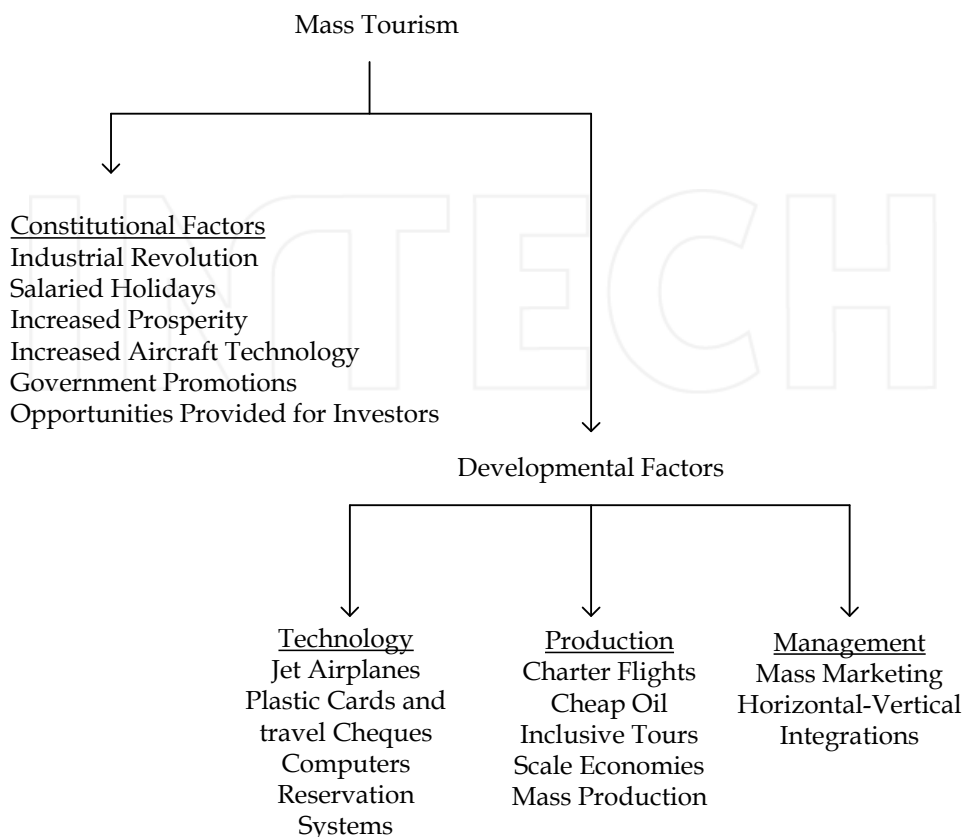 Mass Tourism
INTECH
Constitutional Factors
Industrial Revolution
Salaried Holidays
Increased Prosperity
Increased Aircraft Technology
Government Promotions
Opportunities Provided for Investors
Developmental Factors
Technology
Jet Airplanes
Plastic Cards and
travel Cheques
Computers
Reservation
Systems
Production
Charter Flights
Cheap Oil
Inclusive Tours
Scale Economies
Mass Production
Management
Mass Marketing
Horizontal-Vertical
Integrations